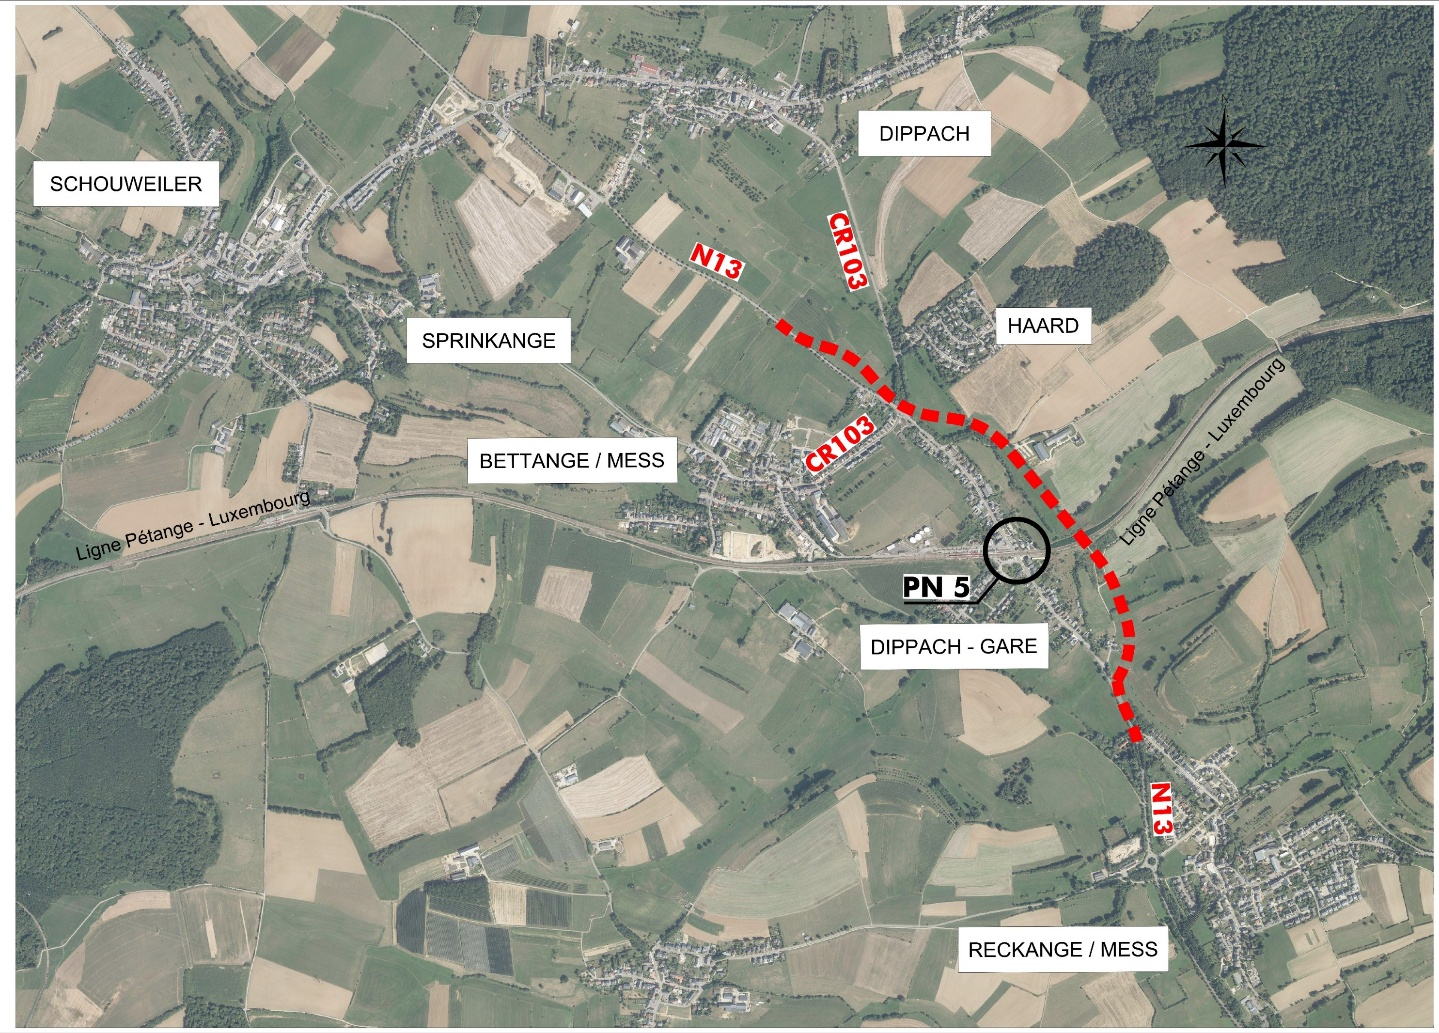 DIPPACH
SCHOUWEILER
CR103
N13
HAARD
SPRINKANGE
CR103
BETTANGE / MESS
Ligne Pétange - Luxembourg
Ligne Pétange - Luxembourg
PN 5
DIPPACH - GARE
N13
RECKANGE / MESS